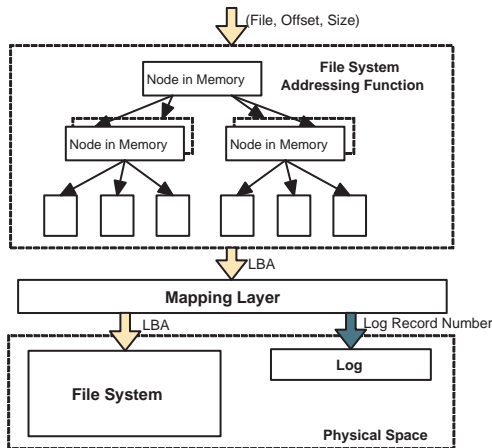 (File, Offset, Size)
File System
Addressing Function
Node in Memory
Node in Memory
Node in Memory
LBA
Mapping Layer
LBA
Log Record Number
File System
Log
Physical Space